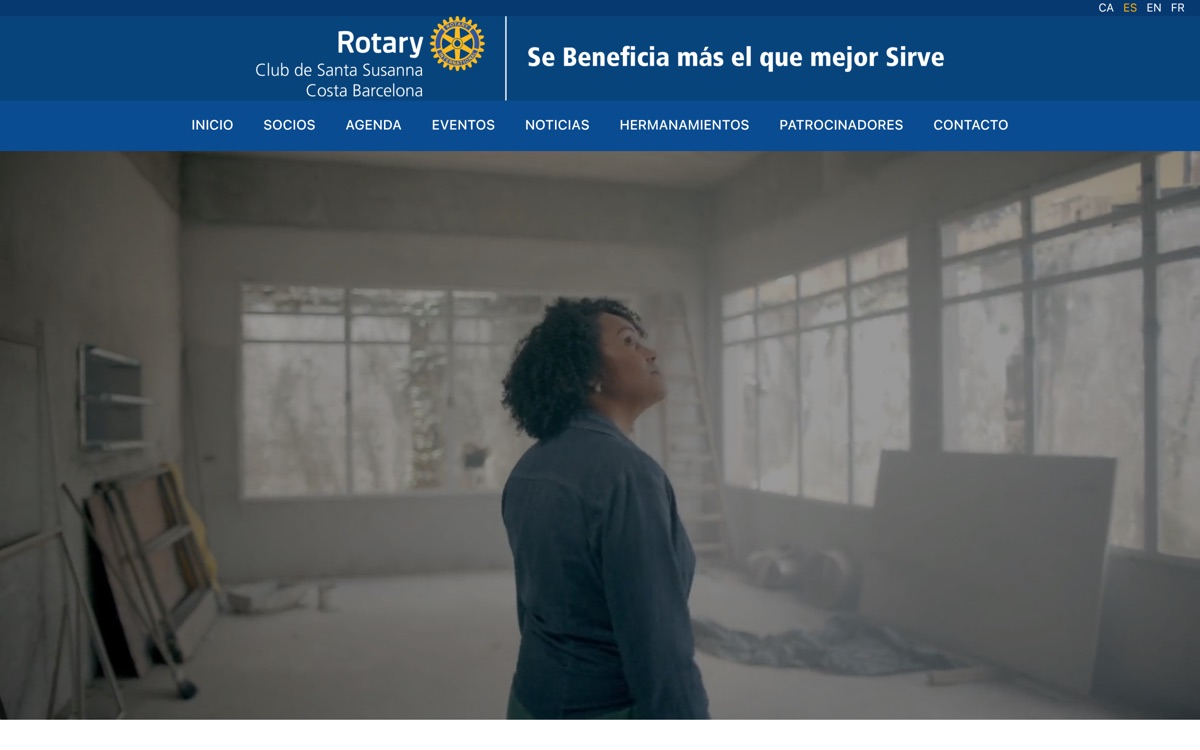 CA ES EN FR
Rotary
Club de Santa Susanna
Costa Barcelona
Se Beneficia más el que mejor Sirve
INICIO SOCIOS AGENDA EVENTOS NOTICIAS HERMANAMIENTOS PATROCINADORES CONTACTO